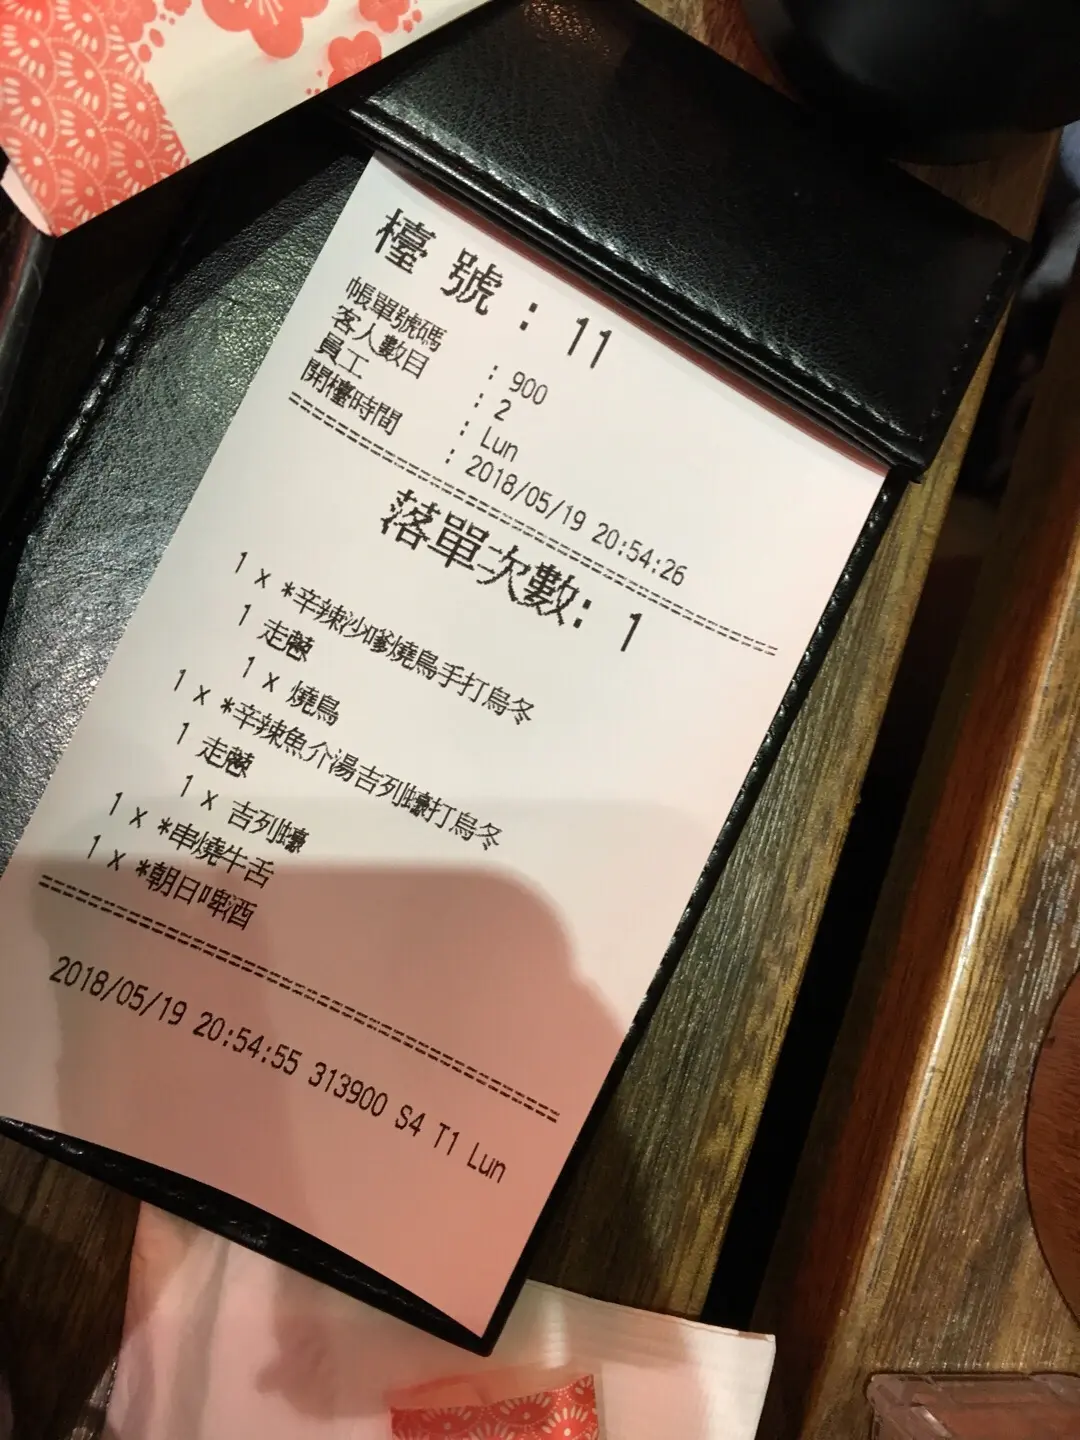 檯 號 : 11
帳單號碼 : 900
客人數目 : 2
員工 : Lun
開檯時間 : 2018/05/19 20:54:26
落單次數: 1
1 x *辛辣沙嗲燒鳥手打烏冬
1 走蔥
1 x 燒鳥
1 x *辛辣魚介湯吉列蠔打烏冬
1 走蔥
1 x 吉列蠔
1 x *串燒牛舌
1 x *朝日啤酒
2018/05/19 20:54:55 313900 S4 T1 Lun